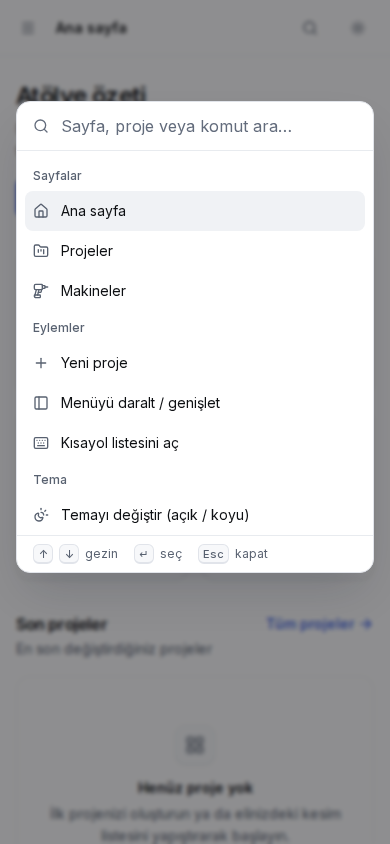 Ana sayfa
Atölye özeti
Sayfa, proje veya komut ara…
Sayfalar
Ana sayfa
Projeler
Makineler
Eylemler
Yeni proje
Menüyü daralt / genişlet
Kısayol listesini aç
Tema
Temayı değiştir (açık / koyu)
↑ ↓ gezin ↵ seç Esc kapat
Son projeler
Tüm projeler →
En son değiştirdiğiniz projeler
Henüz proje yok
İlk projenizi oluşturun ya da elinizdeki kesim
listesini yapıştırarak başlayın.